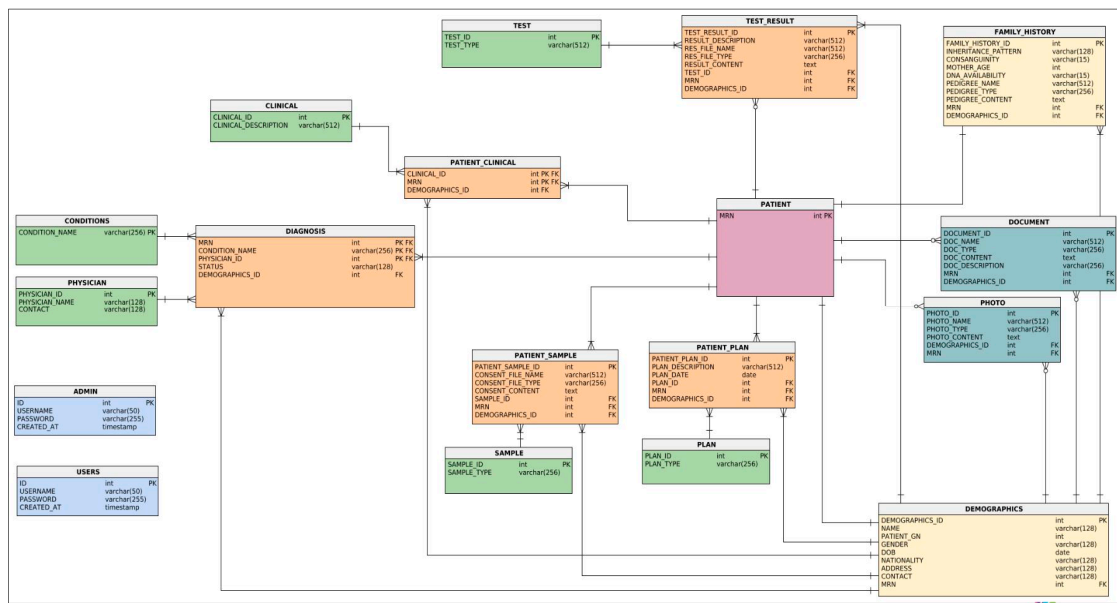 TEST
TEST_ID int PK
TEST_TYPE varchar(512)
TEST_RESULT
TEST_RESULT_ID int PK
RESULT_DESCRIPTION varchar(512)
RES_FILE_NAME varchar(512)
RES_FILE_TYPE varchar(256)
RESULT_CONTENT text
TEST_ID int FK
MRN int FK
DEMOGRAPHICS_ID int FK
FAMILY_HISTORY
FAMILY_HISTORY_ID int PK
INHERITANCE_PATTERN varchar(128)
CONSANGUINITY varchar(15)
MOTHER_AGE int
DNA_AVAILABILITY varchar(15)
PEDIGREE_NAME varchar(512)
PEDIGREE_TYPE varchar(256)
PEDIGREE_CONTENT text
MRN int FK
DEMOGRAPHICS_ID int FK
CLINICAL
CLINICAL_ID int PK
CLINICAL_DESCRIPTION varchar(512)
PATIENT_CLINICAL
CLINICAL_ID int PK FK
MRN int PK FK
DEMOGRAPHICS_ID int FK
PATIENT
MRN int PK
CONDITIONS
CONDITION_NAME varchar(256) PK
DIAGNOSIS
MRN int PK FK
CONDITION_NAME varchar(256) PK FK
PHYSICIAN_ID int PK FK
STATUS varchar(128)
DEMOGRAPHICS_ID int FK
DOCUMENT
DOCUMENT_ID int PK
DOC_NAME varchar(512)
DOC_TYPE varchar(256)
DOC_CONTENT text
DOC_DESCRIPTION varchar(256)
MRN int FK
DEMOGRAPHICS_ID int FK
PHYSICIAN
PHYSICIAN_ID int PK
PHYSICIAN_NAME varchar(128)
CONTACT varchar(128)
PHOTO
PHOTO_ID int PK
PHOTO_NAME varchar(512)
PHOTO_TYPE varchar(256)
PHOTO_CONTENT text
DEMOGRAPHICS_ID int FK
MRN int FK
PATIENT_SAMPLE
PATIENT_SAMPLE_ID int PK
CONSENT_FILE_NAME varchar(512)
CONSENT_FILE_TYPE varchar(256)
CONSENT_CONTENT text
SAMPLE_ID int FK
MRN int FK
DEMOGRAPHICS_ID int FK
PATIENT_PLAN
PATIENT_PLAN_ID int PK
PLAN_DESCRIPTION varchar(512)
PLAN_DATE date
PLAN_ID int FK
MRN int FK
DEMOGRAPHICS_ID int FK
ADMIN
ID int PK
USERNAME varchar(50)
PASSWORD varchar(255)
CREATED_AT timestamp
SAMPLE
SAMPLE_ID int PK
SAMPLE_TYPE varchar(256)
PLAN
PLAN_ID int PK
PLAN_TYPE varchar(256)
USERS
ID int PK
USERNAME varchar(50)
PASSWORD varchar(255)
CREATED_AT timestamp
DEMOGRAPHICS
DEMOGRAPHICS_ID int PK
NAME varchar(128)
PATIENT_GN int
GENDER varchar(128)
DOB date
NATIONALITY varchar(128)
ADDRESS varchar(128)
CONTACT varchar(128)
MRN int FK